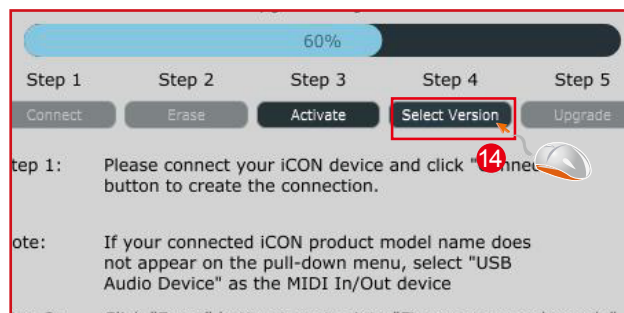 60%
Step 1 Step 2 Step 3 Step 4 Step 5
Connect Erase Activate Select Version Upgrade
14
tep 1: Please connect your iCON device and click "Connec
button to create the connection.
ote: If your connected iCON product model name does
not appear on the pull-down menu, select "USB
Audio Device" as the MIDI In/Out device